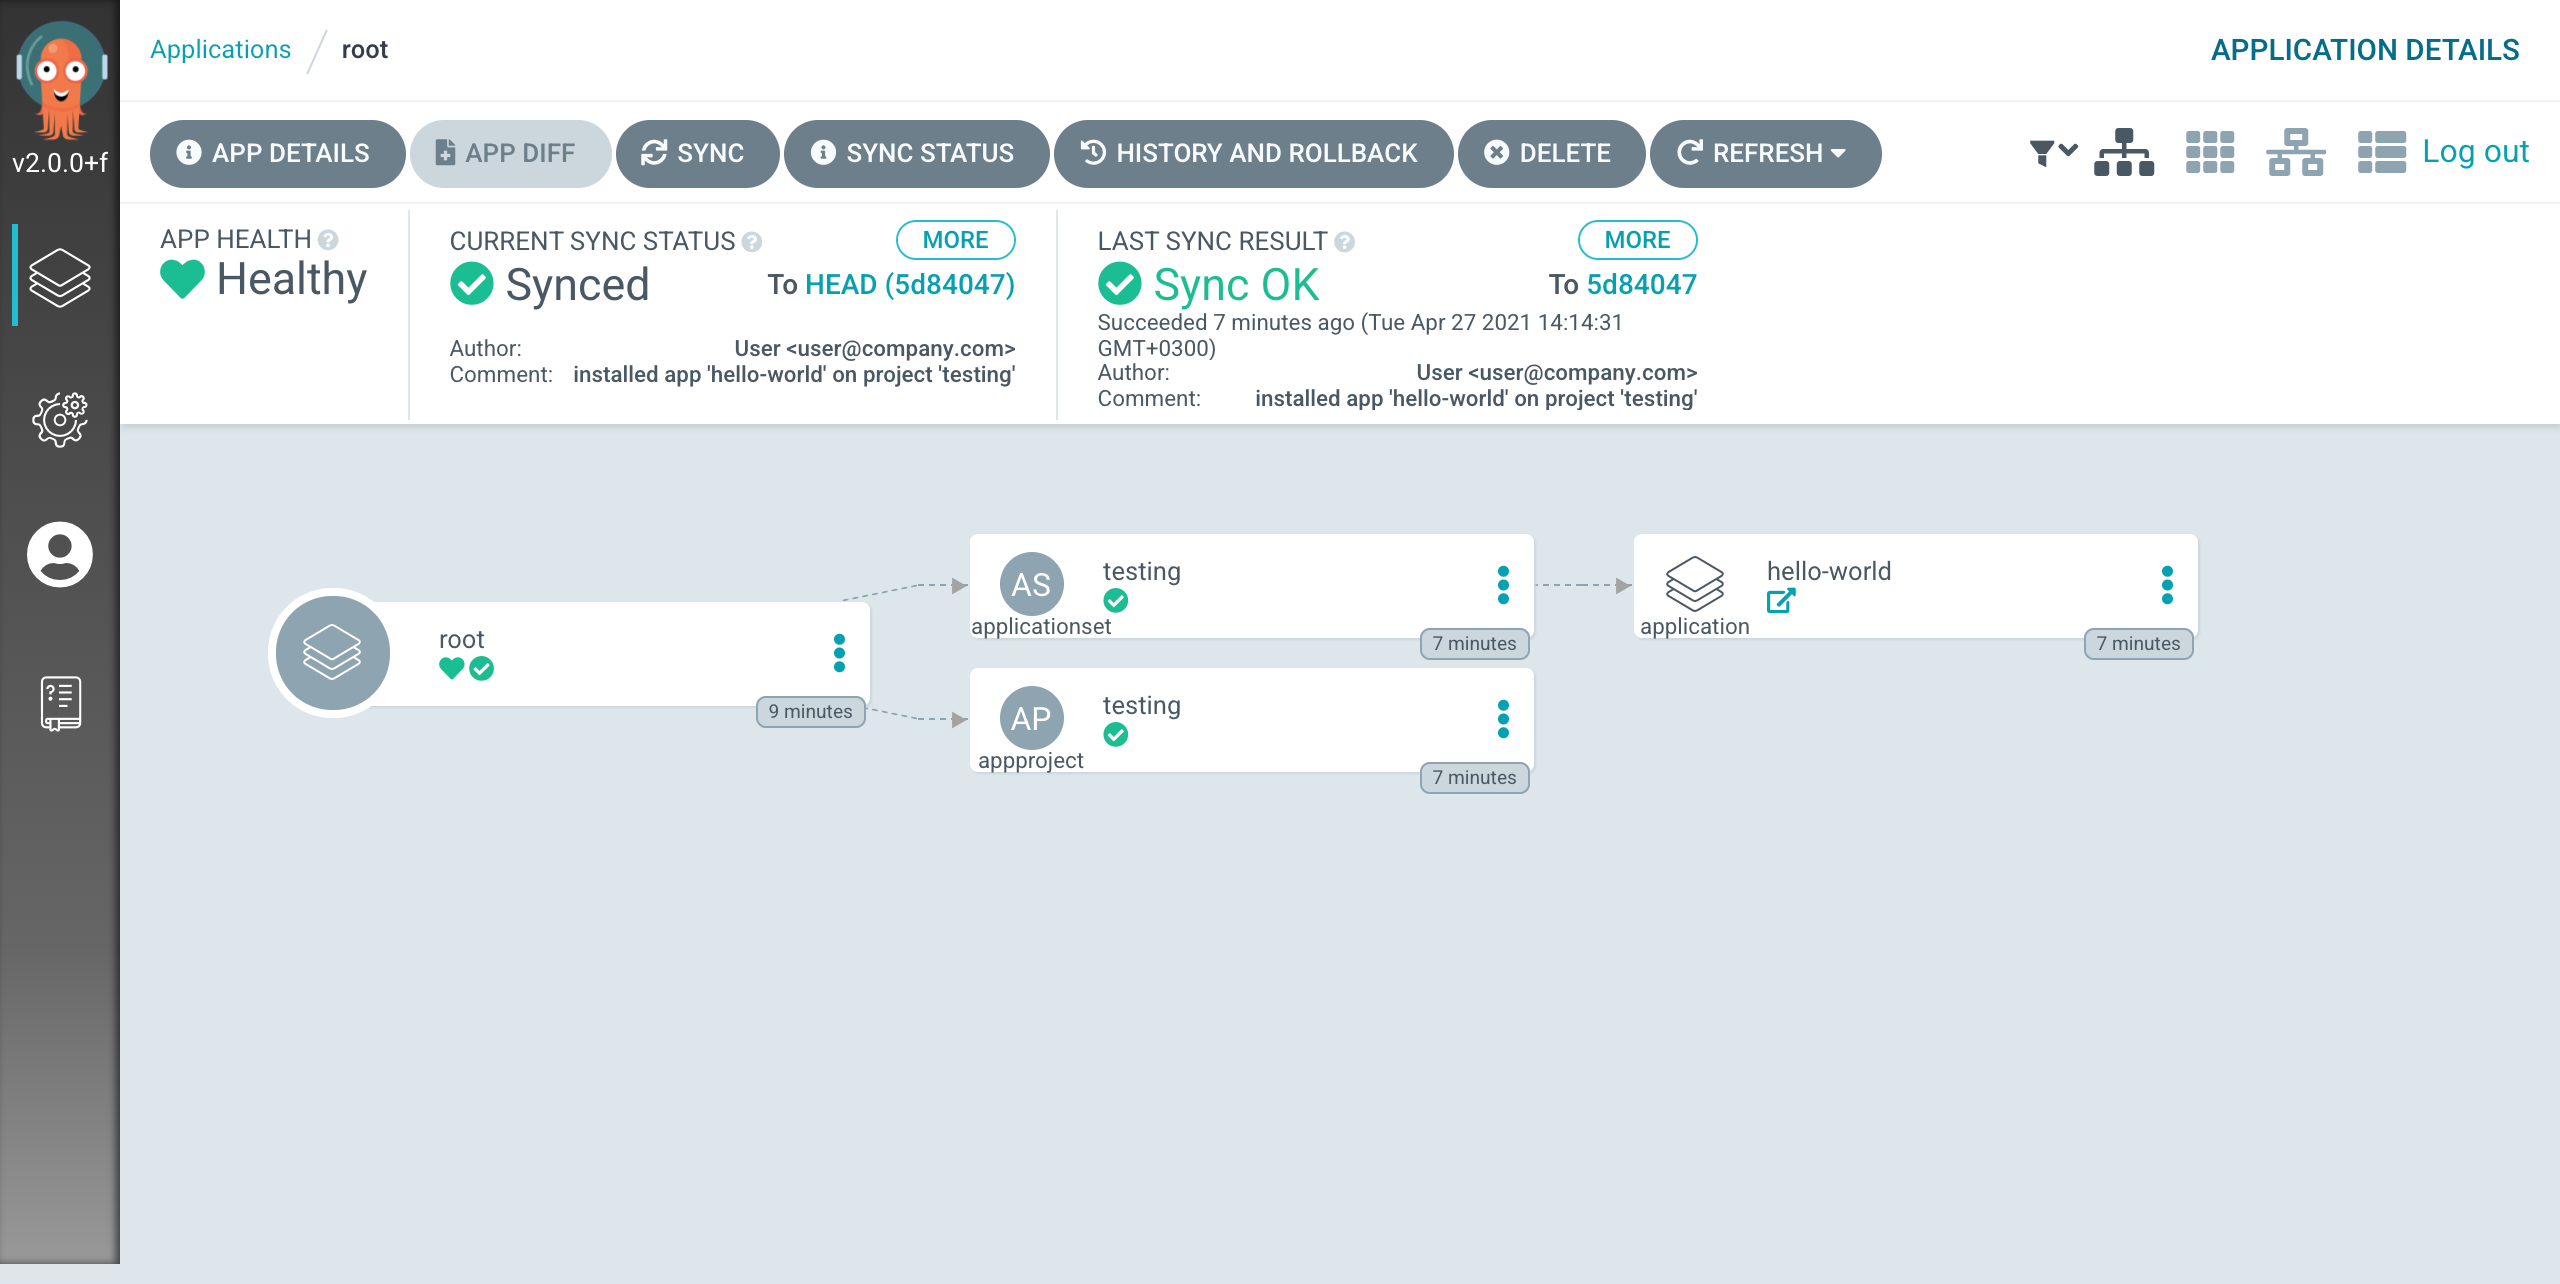 v2.0.0+f
Applications / root
APPLICATION DETAILS
APP DETAILS
APP DIFF
SYNC
SYNC STATUS
HISTORY AND ROLLBACK
DELETE
REFRESH
Log out
APP HEALTH ?
Healthy
CURRENT SYNC STATUS ?
MORE
Synced
To HEAD (5d84047)
Author: User <user@company.com>
Comment: installed app 'hello-world' on project 'testing'
LAST SYNC RESULT ?
MORE
Sync OK
To 5d84047
Succeeded 7 minutes ago (Tue Apr 27 2021 14:14:31
GMT+0300)
Author: User <user@company.com>
Comment: installed app 'hello-world' on project 'testing'
root
9 minutes
AS
testing
applicationset
7 minutes
AP
testing
appproject
7 minutes
hello-world
application
7 minutes